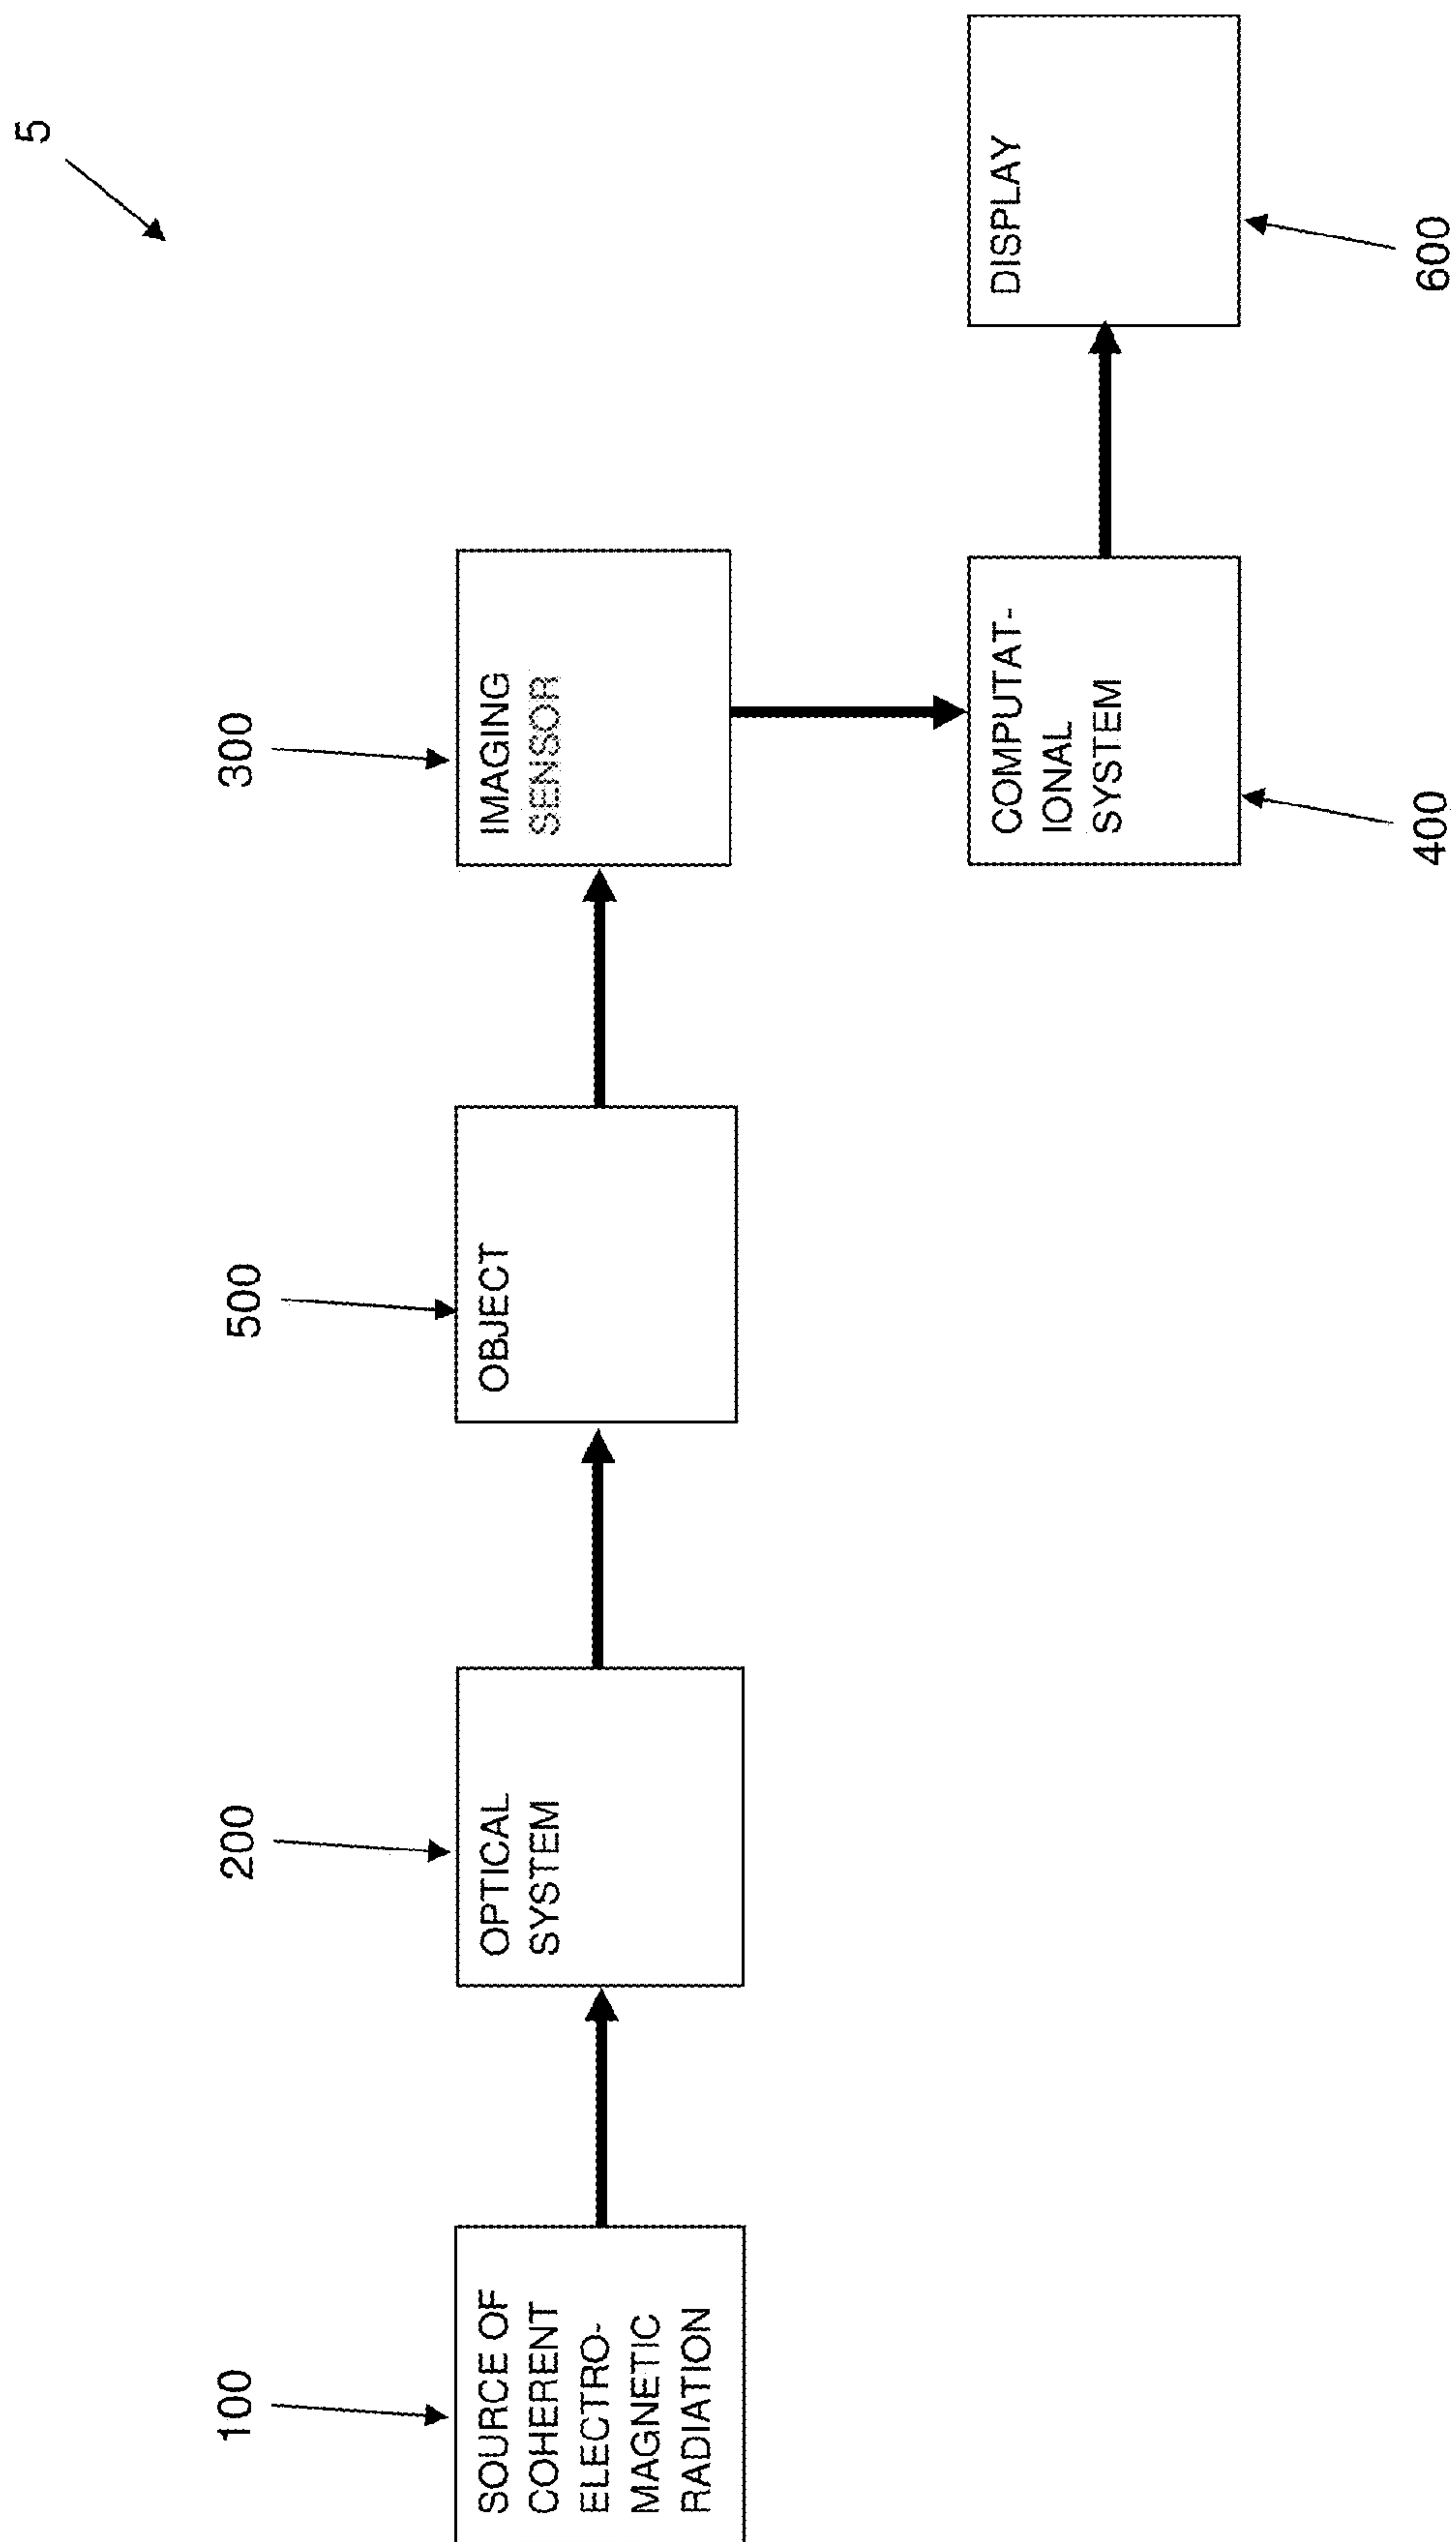 5
100
SOURCE OF
COHERENT
ELECTRO-
MAGNETIC
RADIATION
200
OPTICAL
SYSTEM
500
OBJECT
300
IMAGING
SENSOR
COMPUTAT-
IONAL
SYSTEM
400
DISPLAY
600